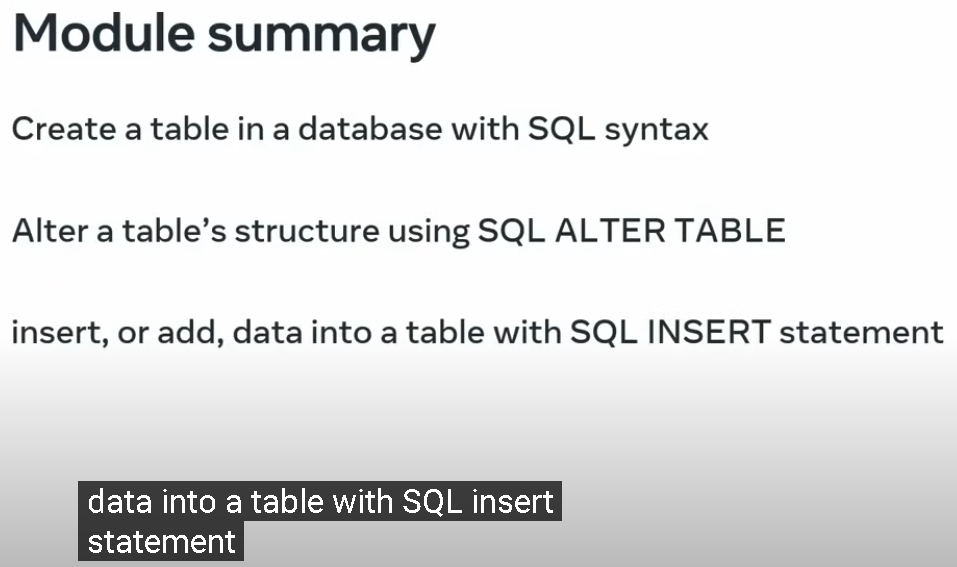 Module summary
Create a table in a database with SQL syntax
Alter a table’s structure using SQL ALTER TABLE
insert, or add, data into a table with SQL INSERT statement
data into a table with SQL insert
statement